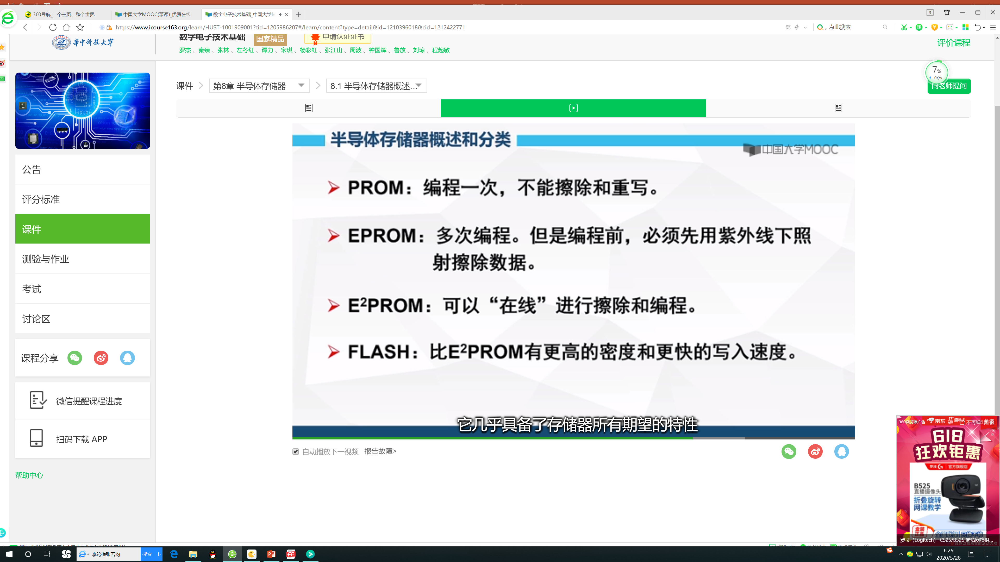 360导航_一个主页，整个世界
中国大学MOOC(慕课)_优质在线
数字电子技术基础_中国大学M
3
https://www.icourse163.org/learn/HUST-1001909001?tid=1205986207#/learn/content?type=detail&id=1210396018&cid=1212422771
点此搜索
华中科技大学
数字电子技术基础
国家精品
申请认证证书
评价课程
罗杰、秦臻、张林、左冬红、谭力、宋琪、杨彩虹、张江山、周波、钟国辉、鲁放、刘琼、程起敏
7%
0K/s
课件
第8章 半导体存储器
8.1 半导体存储器概述...
向老师提问
半导体存储器概述和分类
中国大学MOOC
PROM：编程一次，不能擦除和重写。
EPROM：多次编程。但是编程前，必须先用紫外线下照
射擦除数据。
E²PROM：可以“在线”进行擦除和编程。
FLASH：比E²PROM有更高的密度和更快的写入速度。
它几乎具备了存储器所有期望的特性
公告
评分标准
课件
测验与作业
考试
讨论区
课程分享
微信提醒课程进度
扫码下载 APP
帮助中心
自动播放下一视频
报告故障>
360浏览器广告
京东
不再弹出
热销
618
狂欢钜惠
罗技
官方旗舰店
B525
直播摄像头
折叠旋转
网课教学
盒装
正品
罗技（Logitech） C525/B525 高清网络摄...
李沁挽张若昀
搜索一下
6:25
2020/5/28